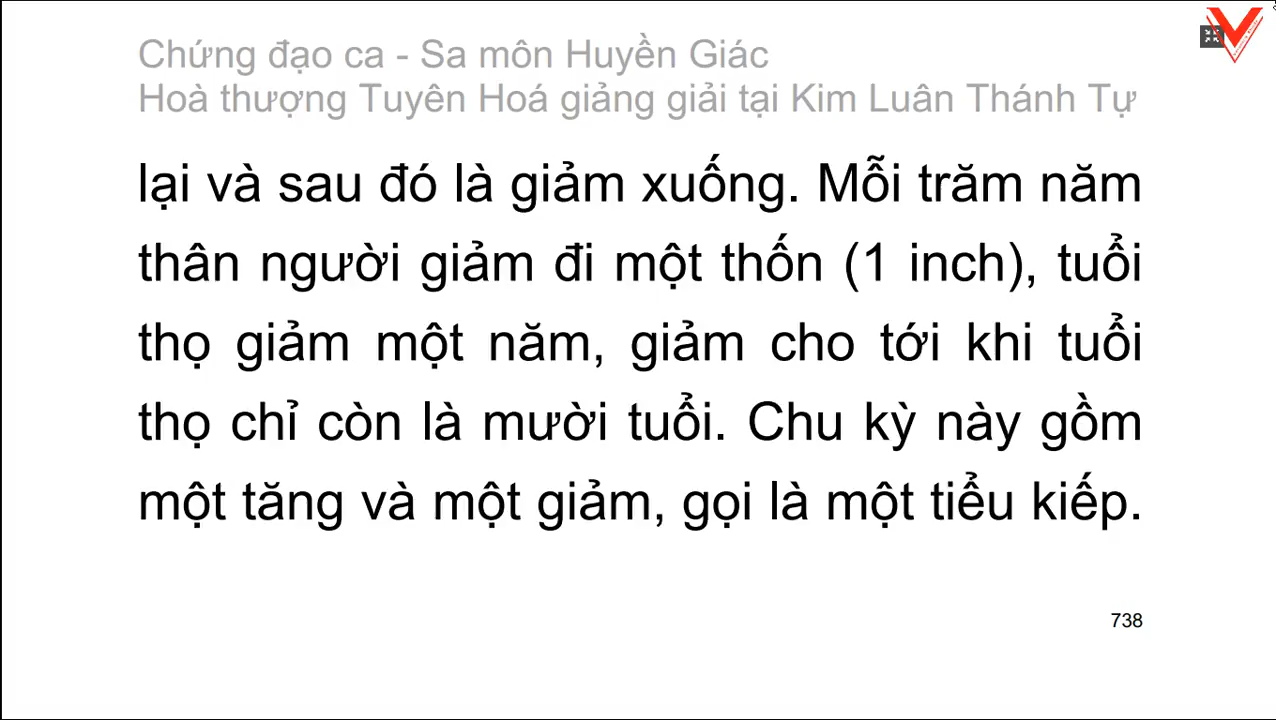 Chứng đạo ca - Sa môn Huyền Giác
Hoà thượng Tuyên Hoá giảng giải tại Kim Luân Thánh Tự
lại và sau đó là giảm xuống. Mỗi trăm năm
thân người giảm đi một thốn (1 inch), tuổi
thọ giảm một năm, giảm cho tới khi tuổi
thọ chỉ còn là mười tuổi. Chu kỳ này gồm
một tăng và một giảm, gọi là một tiểu kiếp.
738